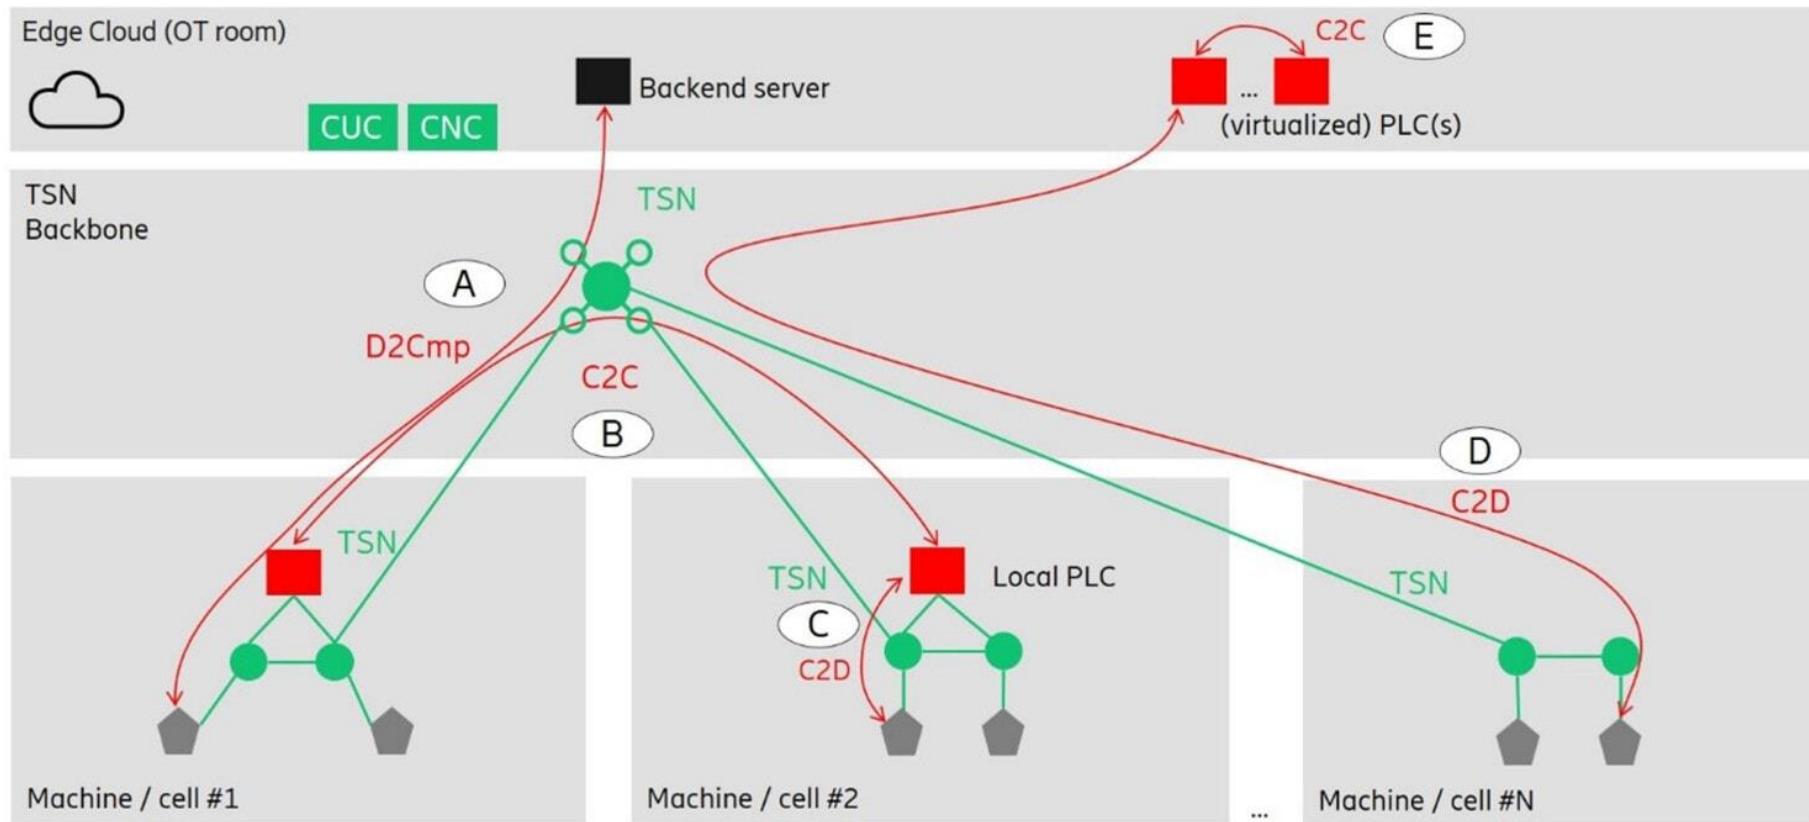 Edge Cloud (OT room)
C2C
E
Backend server
...
CUC
CNC
(virtualized) PLC(s)
TSN
Backbone
TSN
A
D2Cmp
C2C
B
D
C2D
TSN
TSN
Local PLC
TSN
C
C2D
Machine / cell #1
Machine / cell #2
...
Machine / cell #N